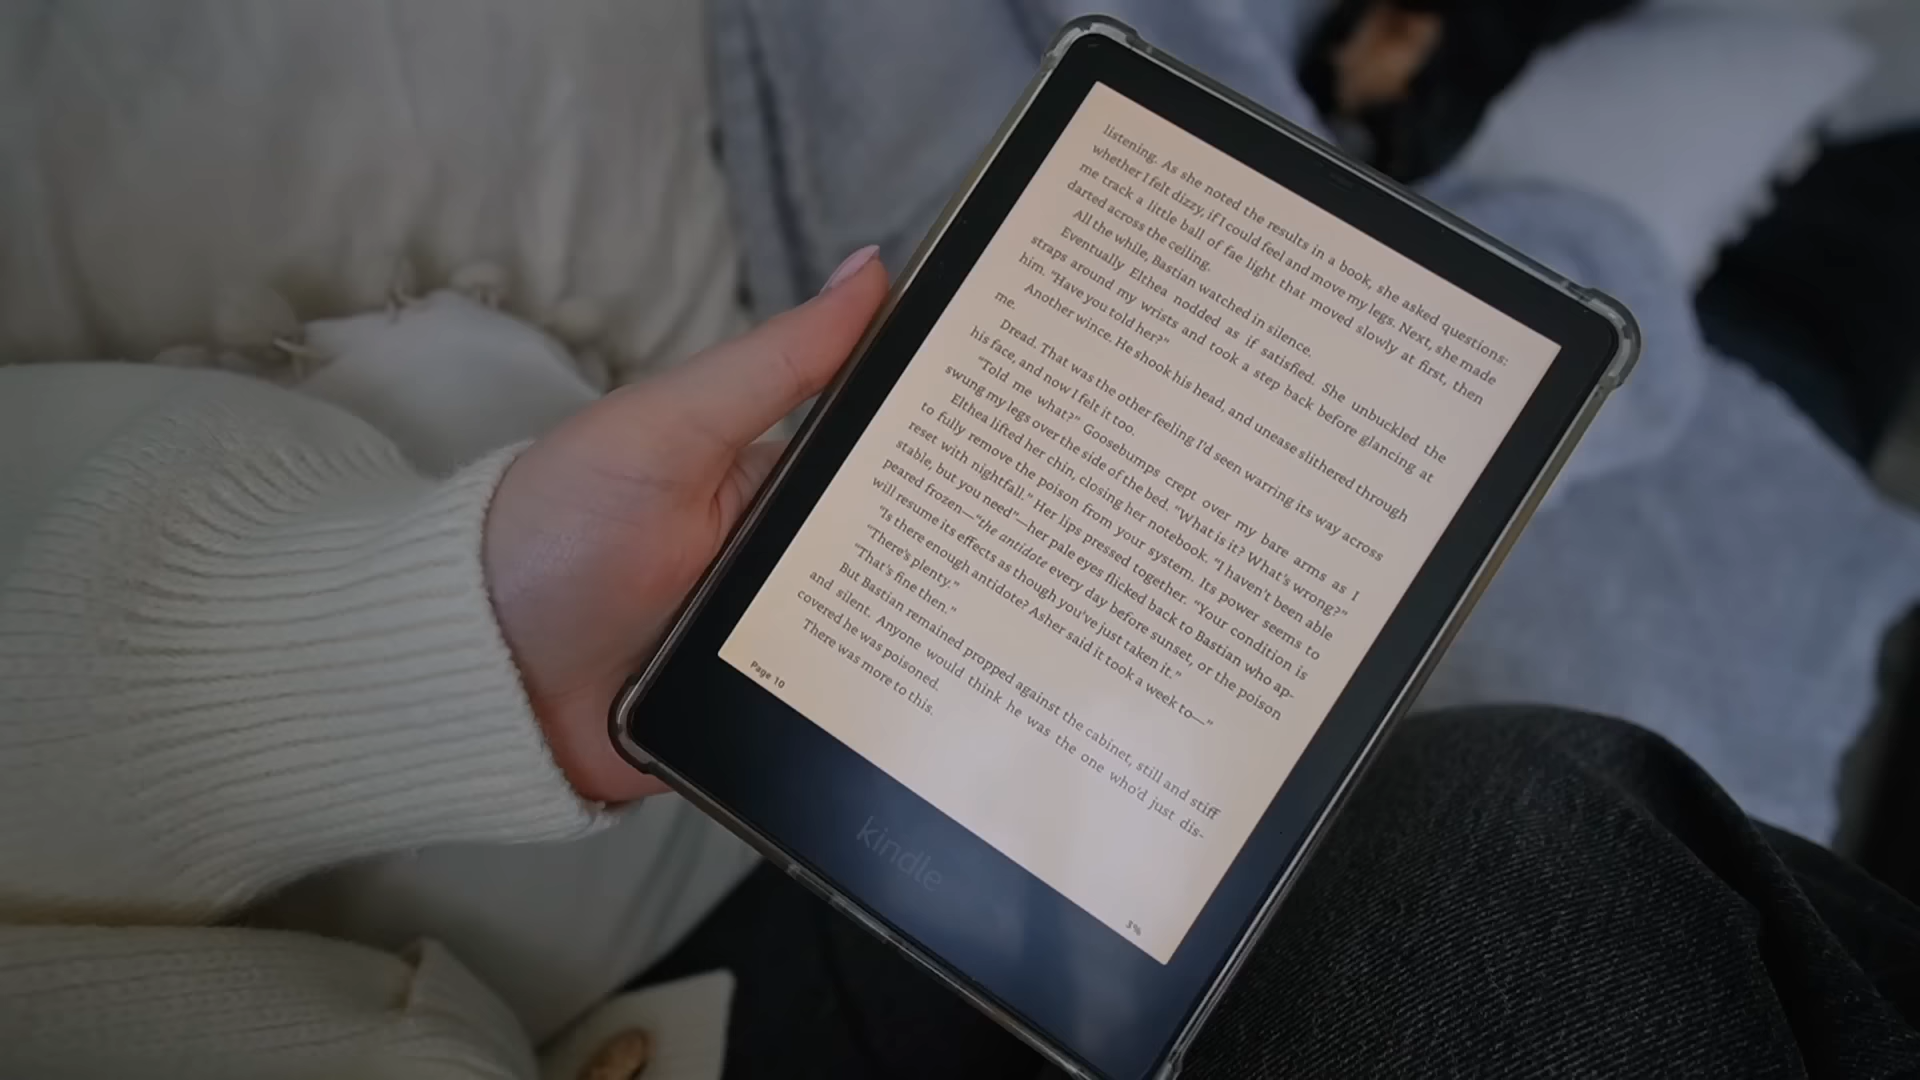 listening. As she noted the results in a book, she asked questions:
whether I felt dizzy, if I could feel and move my legs. Next, she made
me track a little ball of fae light that moved slowly at first, then
darted across the ceiling.
All the while, Bastian watched in silence.
Eventually Elthea nodded as if satisfied. She unbuckled the
straps around my wrists and took a step back before glancing at
him. “Have you told her?”
Another wince. He shook his head, and unease slithered through
me.
Dread. That was the other feeling I’d seen warring its way across
his face, and now I felt it too.
“Told me what?” Goosebumps crept over my bare arms as I
swung my legs over the side of the bed. “What is it? What’s wrong?”
Elthea lifted her chin, closing her notebook. “I haven’t been able
to fully remove the poison from your system. Its power seems to
reset with nightfall.” Her lips pressed together. “Your condition is
stable, but you need”—her pale eyes flicked back to Bastian who ap-
peared frozen—“the antidote every day before sunset, or the poison
will resume its effects as though you’ve just taken it.”
“Is there enough antidote? Asher said it took a week to—”
“There’s plenty.”
“That’s fine then.”
But Bastian remained propped against the cabinet, still and stiff
and silent. Anyone would think he was the one who’d just dis-
covered he was poisoned.
There was more to this.
Page 10
3%
kindle